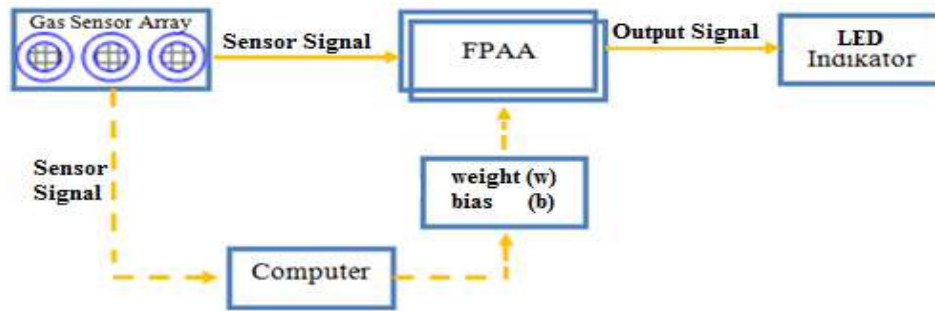 Gas Sensor Array
Sensor Signal
FPAA
Output Signal
LED
Indikator
Sensor
Signal
weight (w)
bias (b)
Computer